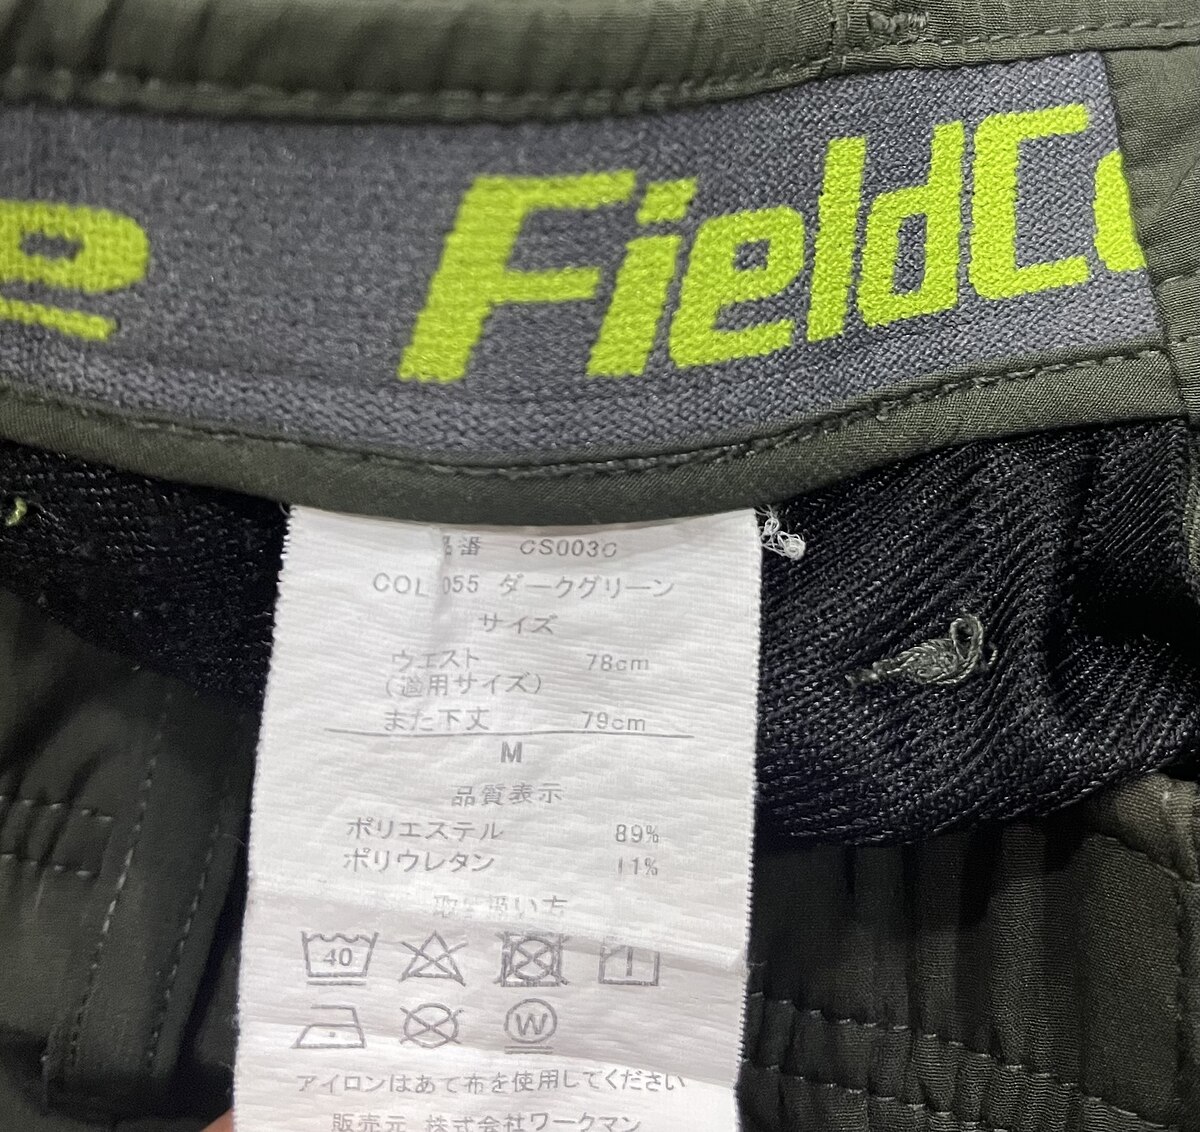 e FieldCo
品番 CS003C
COL 055 ダークグリーン
サイズ
ウエスト 78cm
(適用サイズ)
また下丈 79cm
M
品質表示
ポリエステル 89%
ポリウレタン 11%
取り扱い方
40
W
アイロンはあて布を使用してください
販売元 株式会社ワークマン